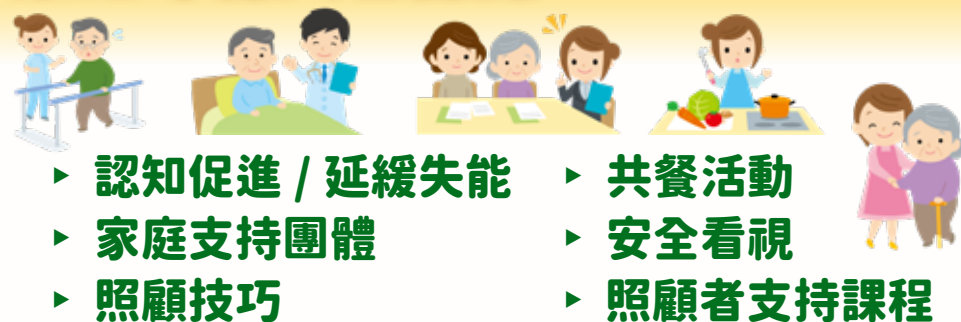 ▸ 認知促進 / 延緩失能
▸ 家庭支持團體
▸ 照顧技巧
▸ 共餐活動
▸ 安全看視
▸ 照顧者支持課程